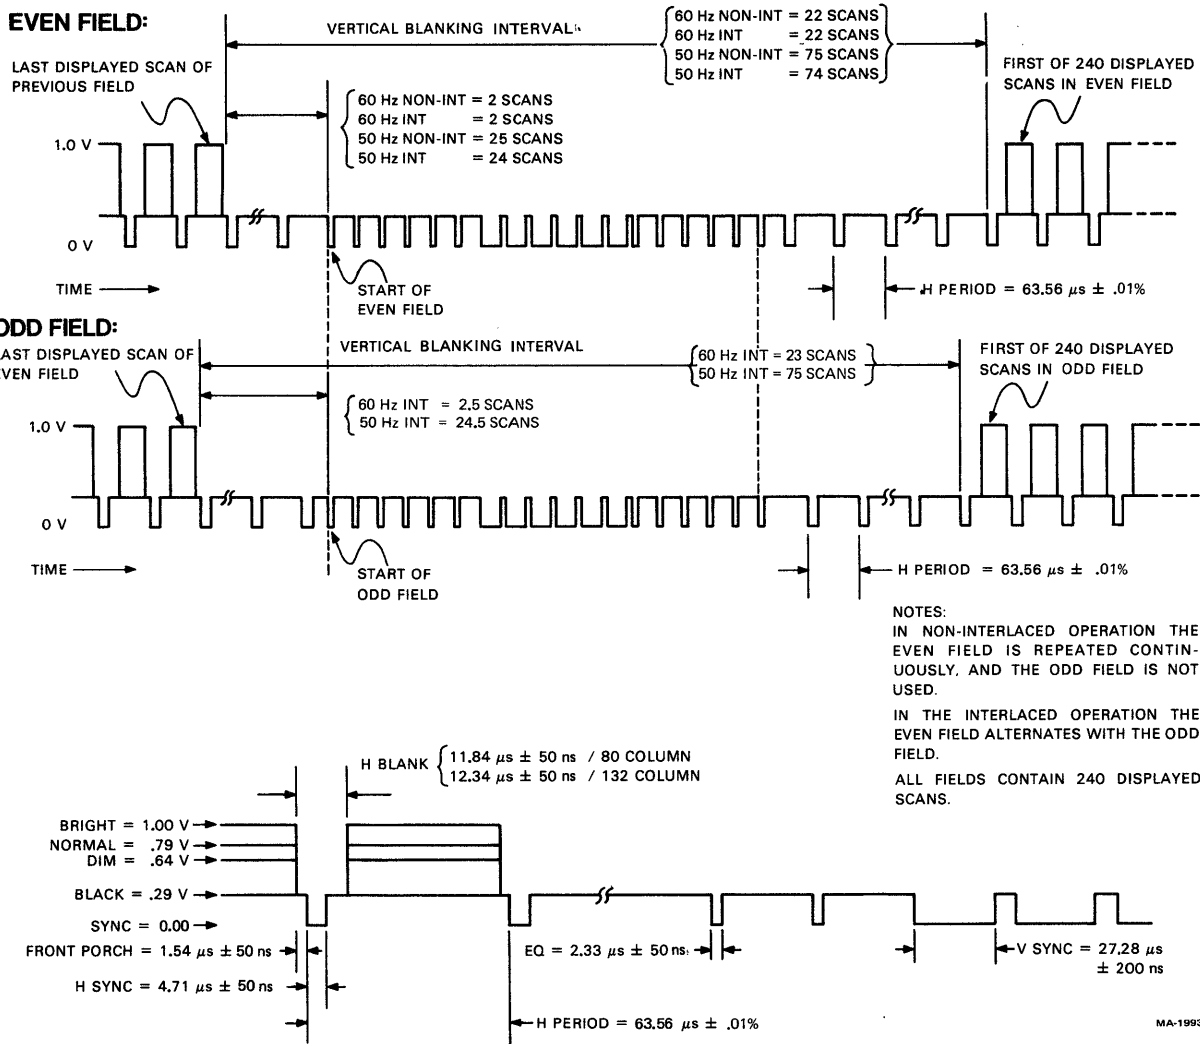 EVEN FIELD:
VERTICAL BLANKING INTERVAL
60 Hz NON-INT = 22 SCANS
60 Hz INT = 22 SCANS
50 Hz NON-INT = 75 SCANS
50 Hz INT = 74 SCANS
LAST DISPLAYED SCAN OF
PREVIOUS FIELD
FIRST OF 240 DISPLAYED
SCANS IN EVEN FIELD
60 Hz NON-INT = 2 SCANS
60 Hz INT = 2 SCANS
50 Hz NON-INT = 25 SCANS
50 Hz INT = 24 SCANS
1.0 V
0 V
TIME
START OF
EVEN FIELD
H PERIOD = 63.56 μs ± .01%
ODD FIELD:
LAST DISPLAYED SCAN OF
EVEN FIELD
VERTICAL BLANKING INTERVAL
60 Hz INT = 23 SCANS
50 Hz INT = 75 SCANS
FIRST OF 240 DISPLAYED
SCANS IN ODD FIELD
60 Hz INT = 2.5 SCANS
50 Hz INT = 24.5 SCANS
1.0 V
0 V
TIME
START OF
ODD FIELD
H PERIOD = 63.56 μs ± .01%
NOTES:
IN NON-INTERLACED OPERATION THE
EVEN FIELD IS REPEATED CONTIN-
UOUSLY, AND THE ODD FIELD IS NOT
USED.
IN THE INTERLACED OPERATION THE
EVEN FIELD ALTERNATES WITH THE ODD
FIELD.
ALL FIELDS CONTAIN 240 DISPLAYED
SCANS.
H BLANK
11.84 μs ± 50 ns / 80 COLUMN
12.34 μs ± 50 ns / 132 COLUMN
BRIGHT = 1.00 V
NORMAL = .79 V
DIM = .64 V
BLACK = .29 V
SYNC = 0.00
FRONT PORCH = 1.54 μs ± 50 ns
EQ = 2.33 μs ± 50 ns
V SYNC = 27.28 μs
± 200 ns
H SYNC = 4.71 μs ± 50 ns
H PERIOD = 63.56 μs ± .01%
MA-1993